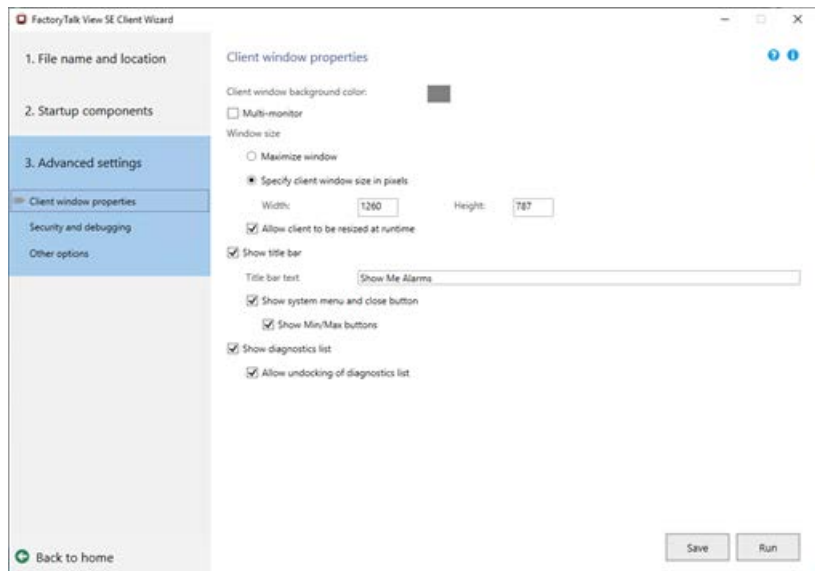 FactoryTalk View SE Client Wizard
1. File name and location
2. Startup components
3. Advanced settings
Client window properties
Security and debugging
Other options
Back to home
Client window properties
Client window background color:
Multi-monitor
Window size
Maximize window
Specify client window size in pixels
Width: 1260 Height: 787
Allow client to be resized at runtime
Show title bar
Title bar text Show Me Alarms
Show system menu and close button
Show Min/Max buttons
Show diagnostics list
Allow undocking of diagnostics list
Save Run